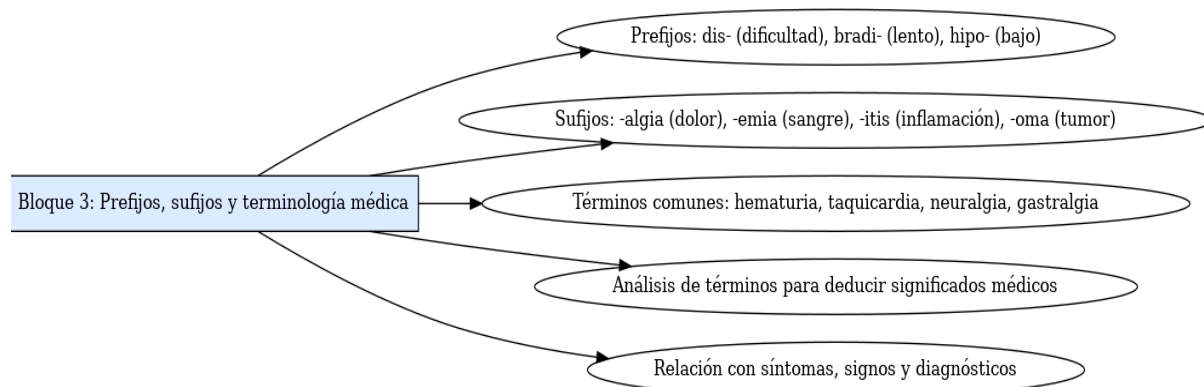 Prefijos: dis- (dificultad), bradi- (lento), hipo- (bajo)
Sufijos: -algia (dolor), -emia (sangre), -itis (inflamación), -oma (tumor)
Bloque 3: Prefijos, sufijos y terminología médica
Términos comunes: hematuria, taquicardia, neuralgia, gastralgia
Análisis de términos para deducir significados médicos
Relación con síntomas, signos y diagnósticos